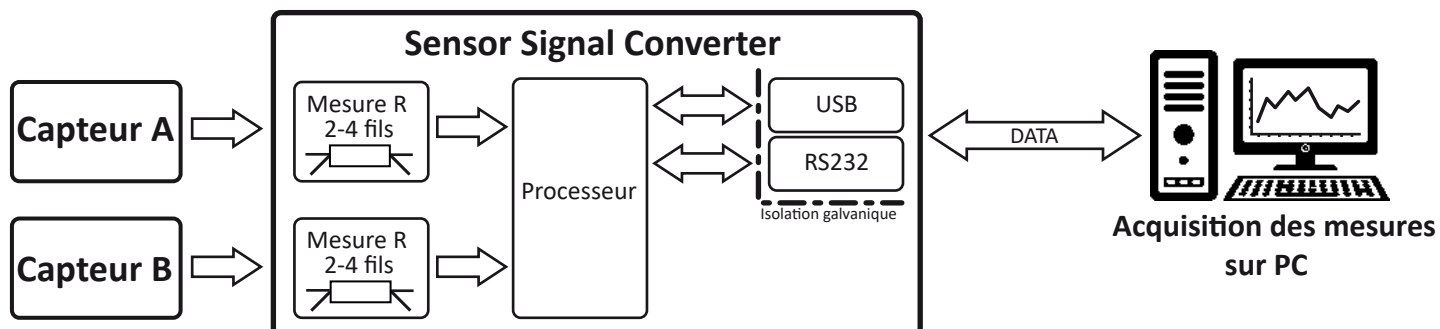 Sensor Signal Converter
Capteur A
Mesure R
2-4 fils
Capteur B
Mesure R
2-4 fils
Processeur
USB
RS232
Isolation galvanique
DATA
Acquisition des mesures
sur PC